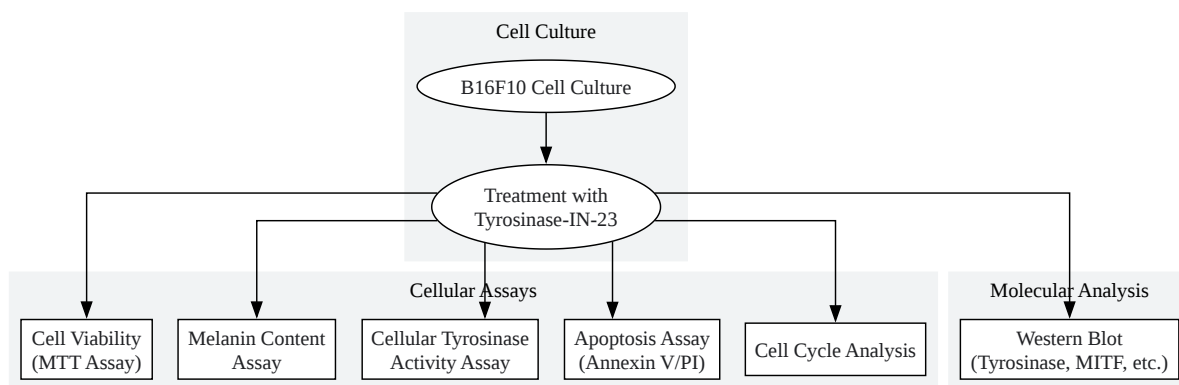 Cell Culture
B16F10 Cell Culture
Treatment with
Tyrosinase-IN-23
Cellular Assays
Molecular Analysis
Cell Viability
(MTT Assay)
Melanin Content
Assay
Cellular Tyrosinase
Activity Assay
Apoptosis Assay
(Annexin V/PI)
Cell Cycle Analysis
Western Blot
(Tyrosinase, MITF, etc.)